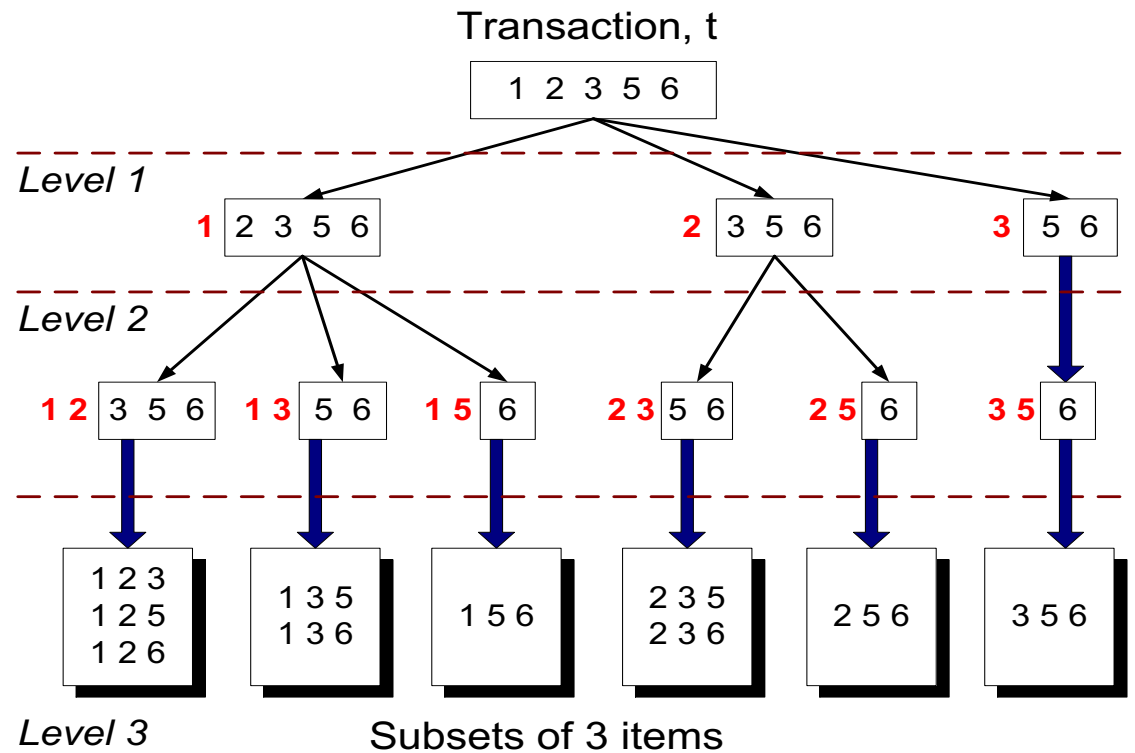 Transaction, t
1 2 3 5 6
Level 1
1 2 3 5 6
2 3 5 6
3 5 6
Level 2
1 2 3 5 6
1 3 5 6
1 5 6
2 3 5 6
2 5 6
3 5 6
1 2 3
1 2 5
1 2 6
1 3 5
1 3 6
1 5 6
2 3 5
2 3 6
2 5 6
3 5 6
Level 3
Subsets of 3 items